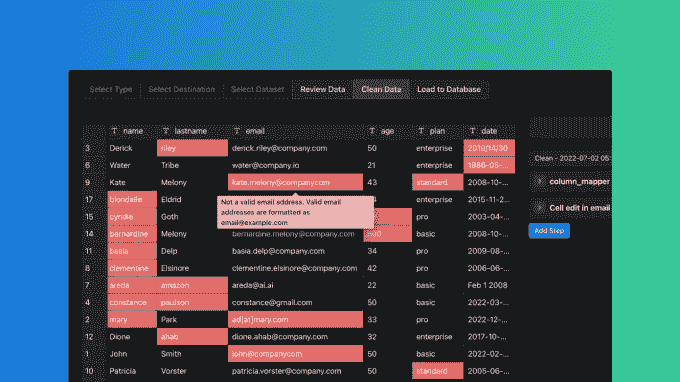 Select Type Select Destination Select Dataset Review Data Clean Data Load to Database
T name T lastname T email T age T plan T date
3 Derick riley derick.riley@company.com 50 enterprise 2019/14/30
6 Water Tribe water@company.io 21 enterprise 1986-05-...
Clean - 2022-07-02 05:
9 Kate Melony kate.melony@companycom 43 standard 2008-10-...
column_mapper
17 blondelle Eldrid enterprise 2015-11-2...
Not a valid email address. Valid email
addresses are formatted as
email@example.com
Cell edit in email
15 cyndie Goth pro 2003-04-...
Add Step
14 bernardine Melony bernardine.melony@company.com 500 basic 2008-10-...
11 basia Delp basia.delp@company.com 34 pro 2009-08-...
8 clementine Elsinore clementine.elsinore@company.com 42 pro 2006-06-...
7 areda amazon areda@ai.ai 22 basic Feb 1 2008
4 constance paulson constance@gmail.com 50 basic 2022-03-...
2 mary Park ad[at]mary.com 33 pro 2022-12-...
12 Dione ahab dione.ahab@company.com 32 enterprise 2017-10-...
1 John Smith john@company.com 50 basic 2022-02-...
10 Patricia Vorster patricia.vorster@company.com 50 standard 2005-06-...